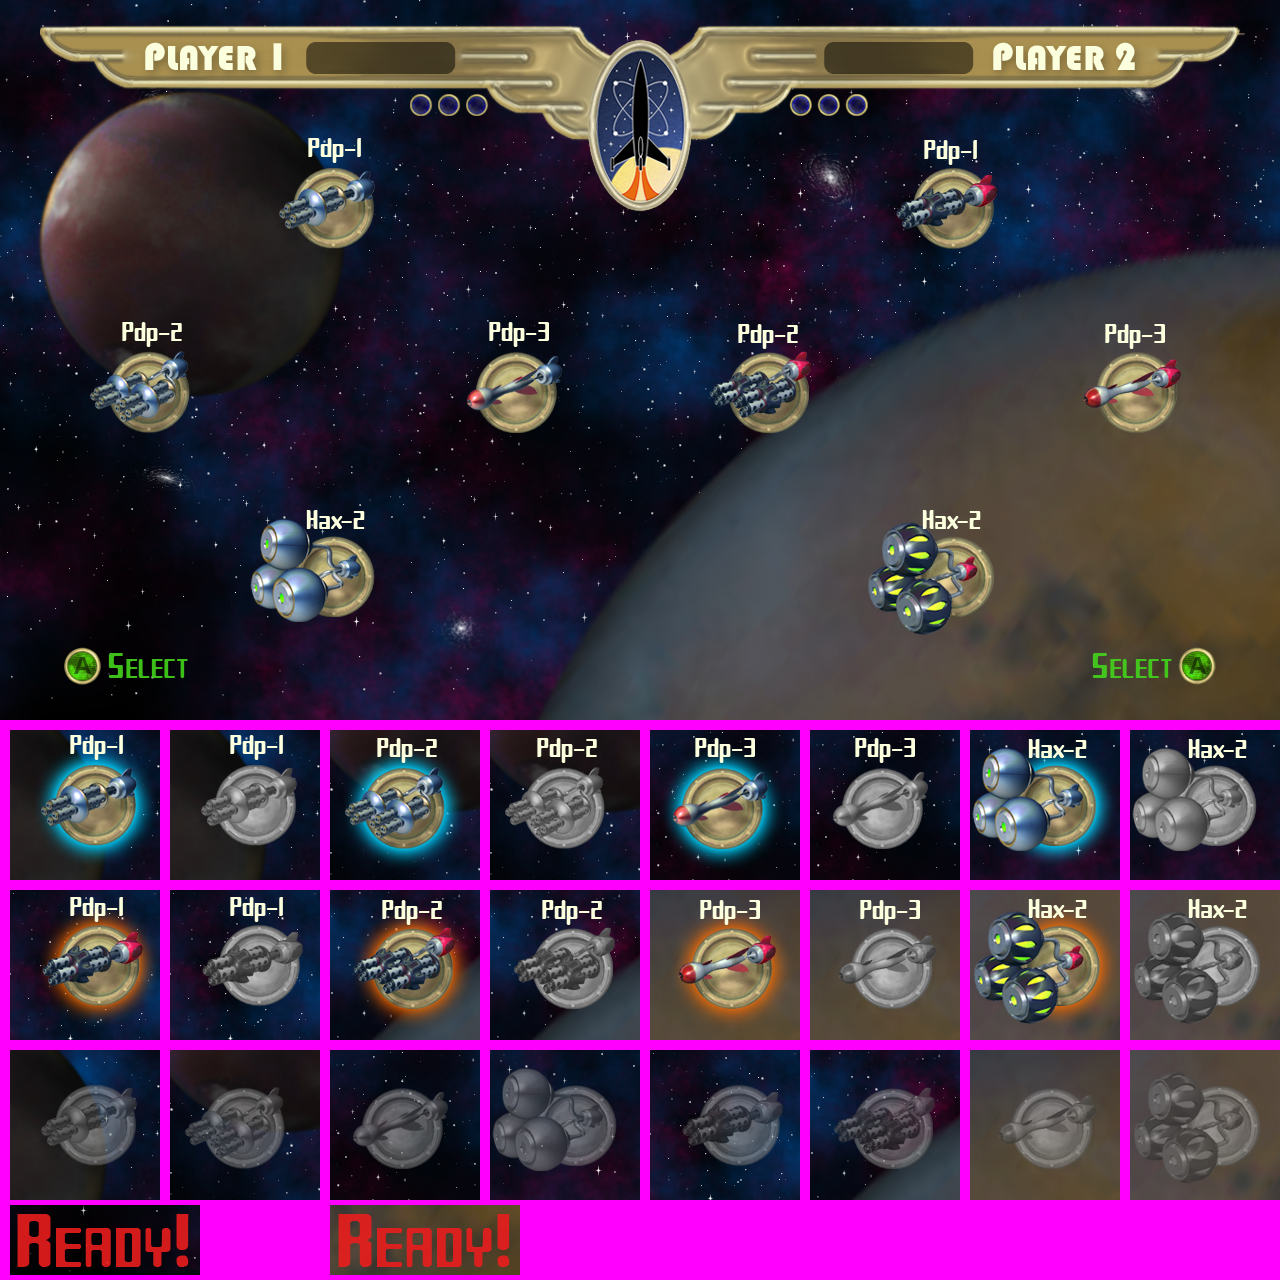 PLAYER 1 PLAYER 2
Pdp-1 Pdp-1
Pdp-2 Pdp-3 Pdp-2 Pdp-3
Hax-2 Hax-2
A SELECT SELECT A
Pdp-1 Pdp-1 Pdp-2 Pdp-2 Pdp-3 Pdp-3 Hax-2 Hax-2
Pdp-1 Pdp-1 Pdp-2 Pdp-2 Pdp-3 Pdp-3 Hax-2 Hax-2
READY! READY!